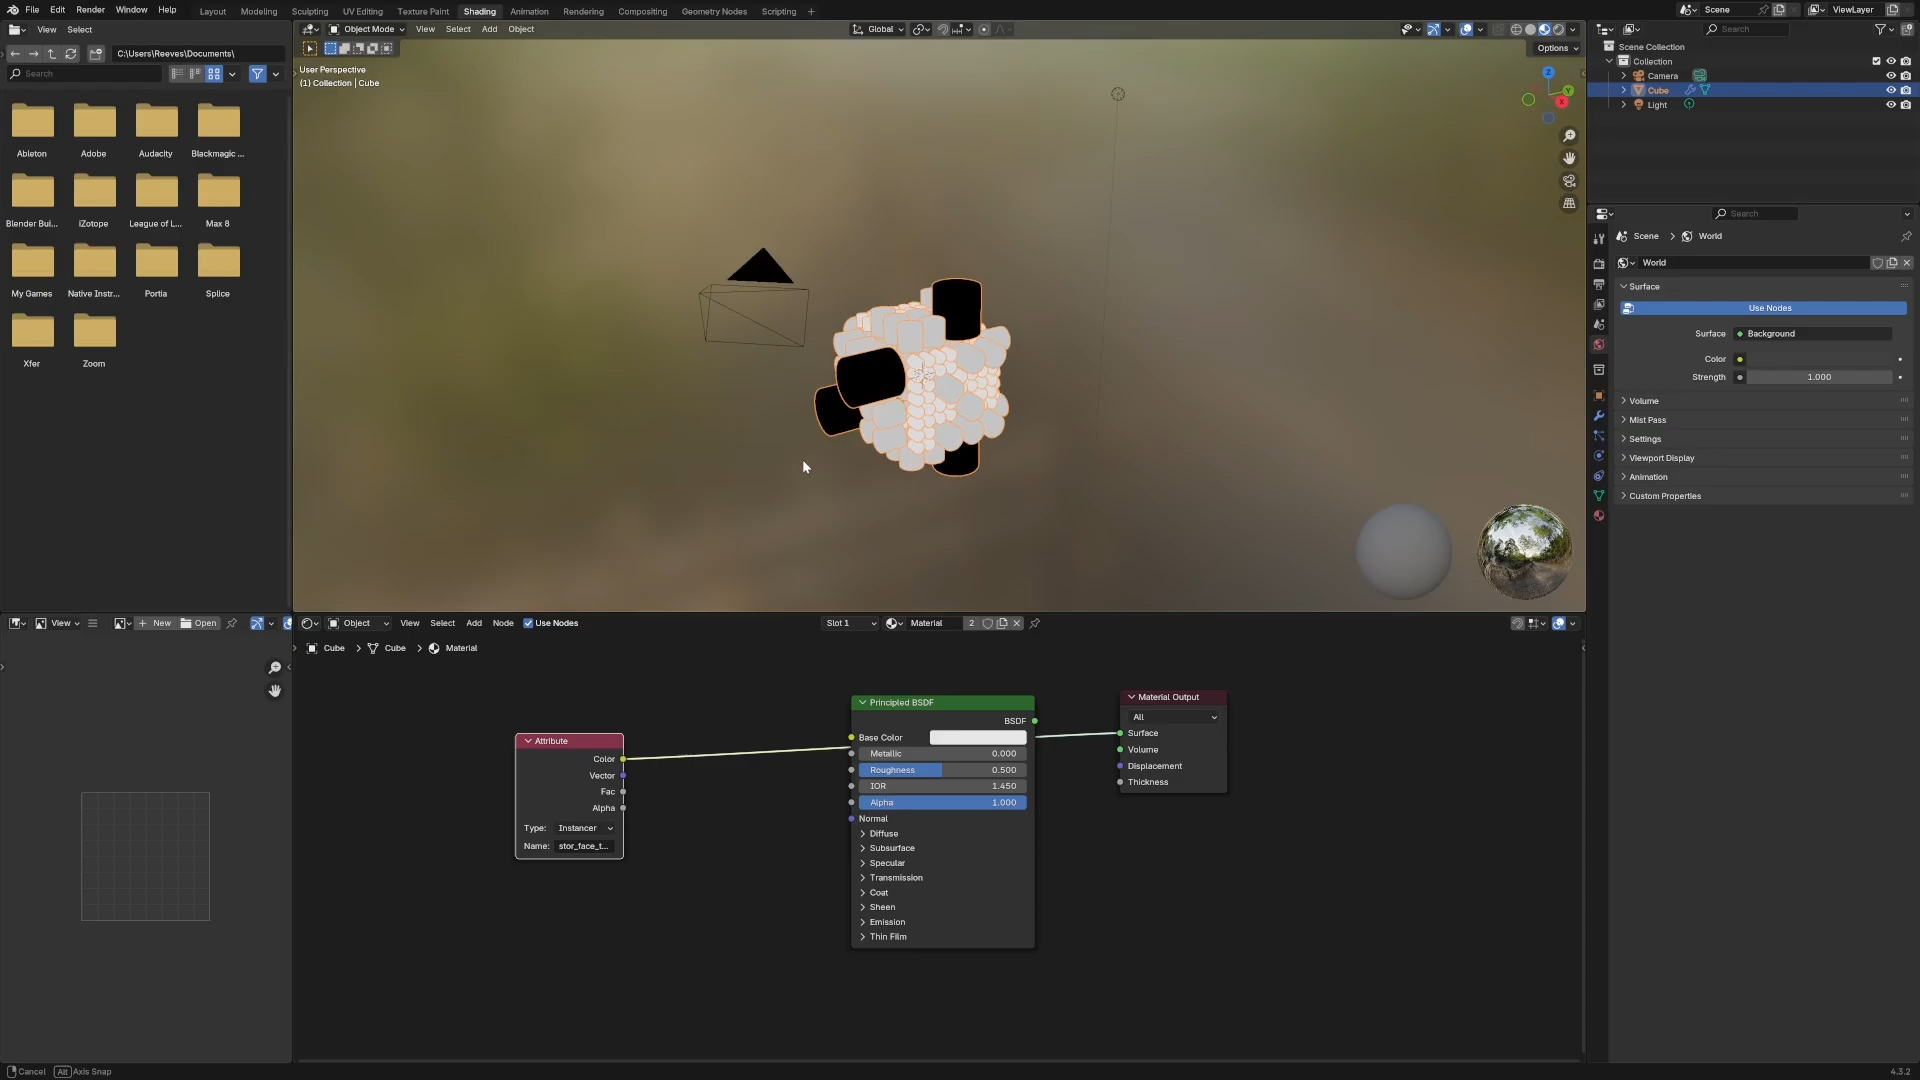 File Edit Render Window Help
Layout Modeling Sculpting UV Editing Texture Paint Shading Animation Rendering Compositing Geometry Nodes Scripting +
Scene
ViewLayer
View Select
C:\Users\Reeves\Documents\
Search
Ableton Adobe Audacity Blackmagic ...
Blender Bui... iZotope League of L... Max 8
My Games Native Instr... Portia Splice
Xfer Zoom
Object Mode View Select Add Object
Global
Options
User Perspective
(1) Collection | Cube
Z
Y
X
Search
Scene Collection
Collection
Camera
Cube
Light
Search
Scene > World
World
Surface
Use Nodes
Surface Background
Color
Strength 1.000
Volume
Mist Pass
Settings
Viewport Display
Animation
Custom Properties
View
+ New Open
Object View Select Add Node Use Nodes
Slot 1
Material 2
Cube > Cube > Material
Attribute
Color
Vector
Fac
Alpha
Type: Instancer
Name: stor_face_t...
Principled BSDF
BSDF
Base Color
Metallic 0.000
Roughness 0.500
IOR 1.450
Alpha 1.000
Normal
Diffuse
Subsurface
Specular
Transmission
Coat
Sheen
Emission
Thin Film
Material Output
All
Surface
Volume
Displacement
Thickness
Cancel Alt Axis Snap
4.3.2